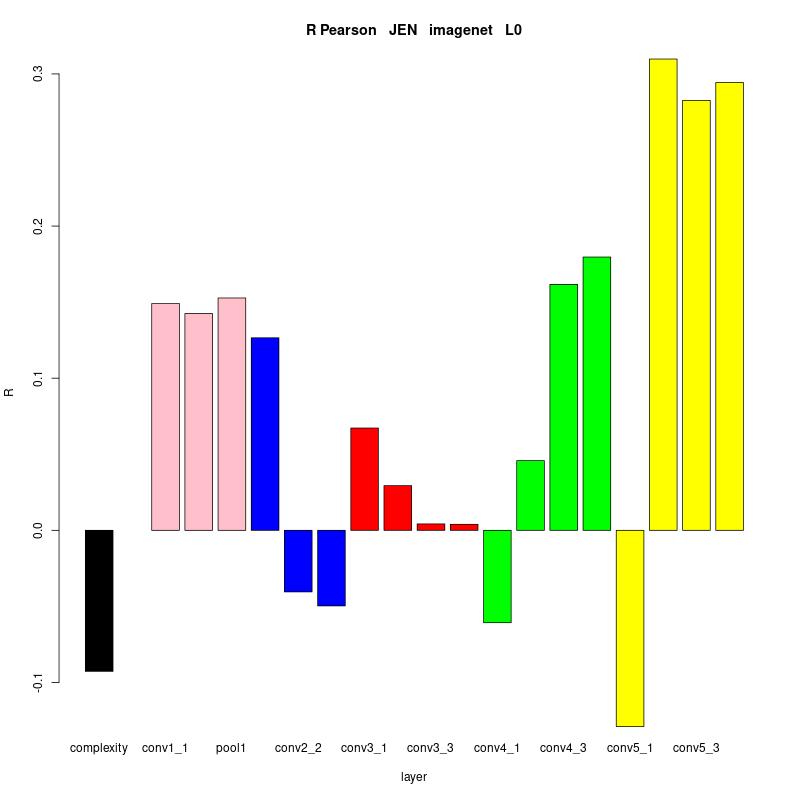 R Pearson JEN imagenet L0
R
0.3
0.2
0.1
0.0
-0.1
complexity conv1_1 pool1 conv2_2 conv3_1 conv3_3 conv4_1 conv4_3 conv5_1 conv5_3
layer